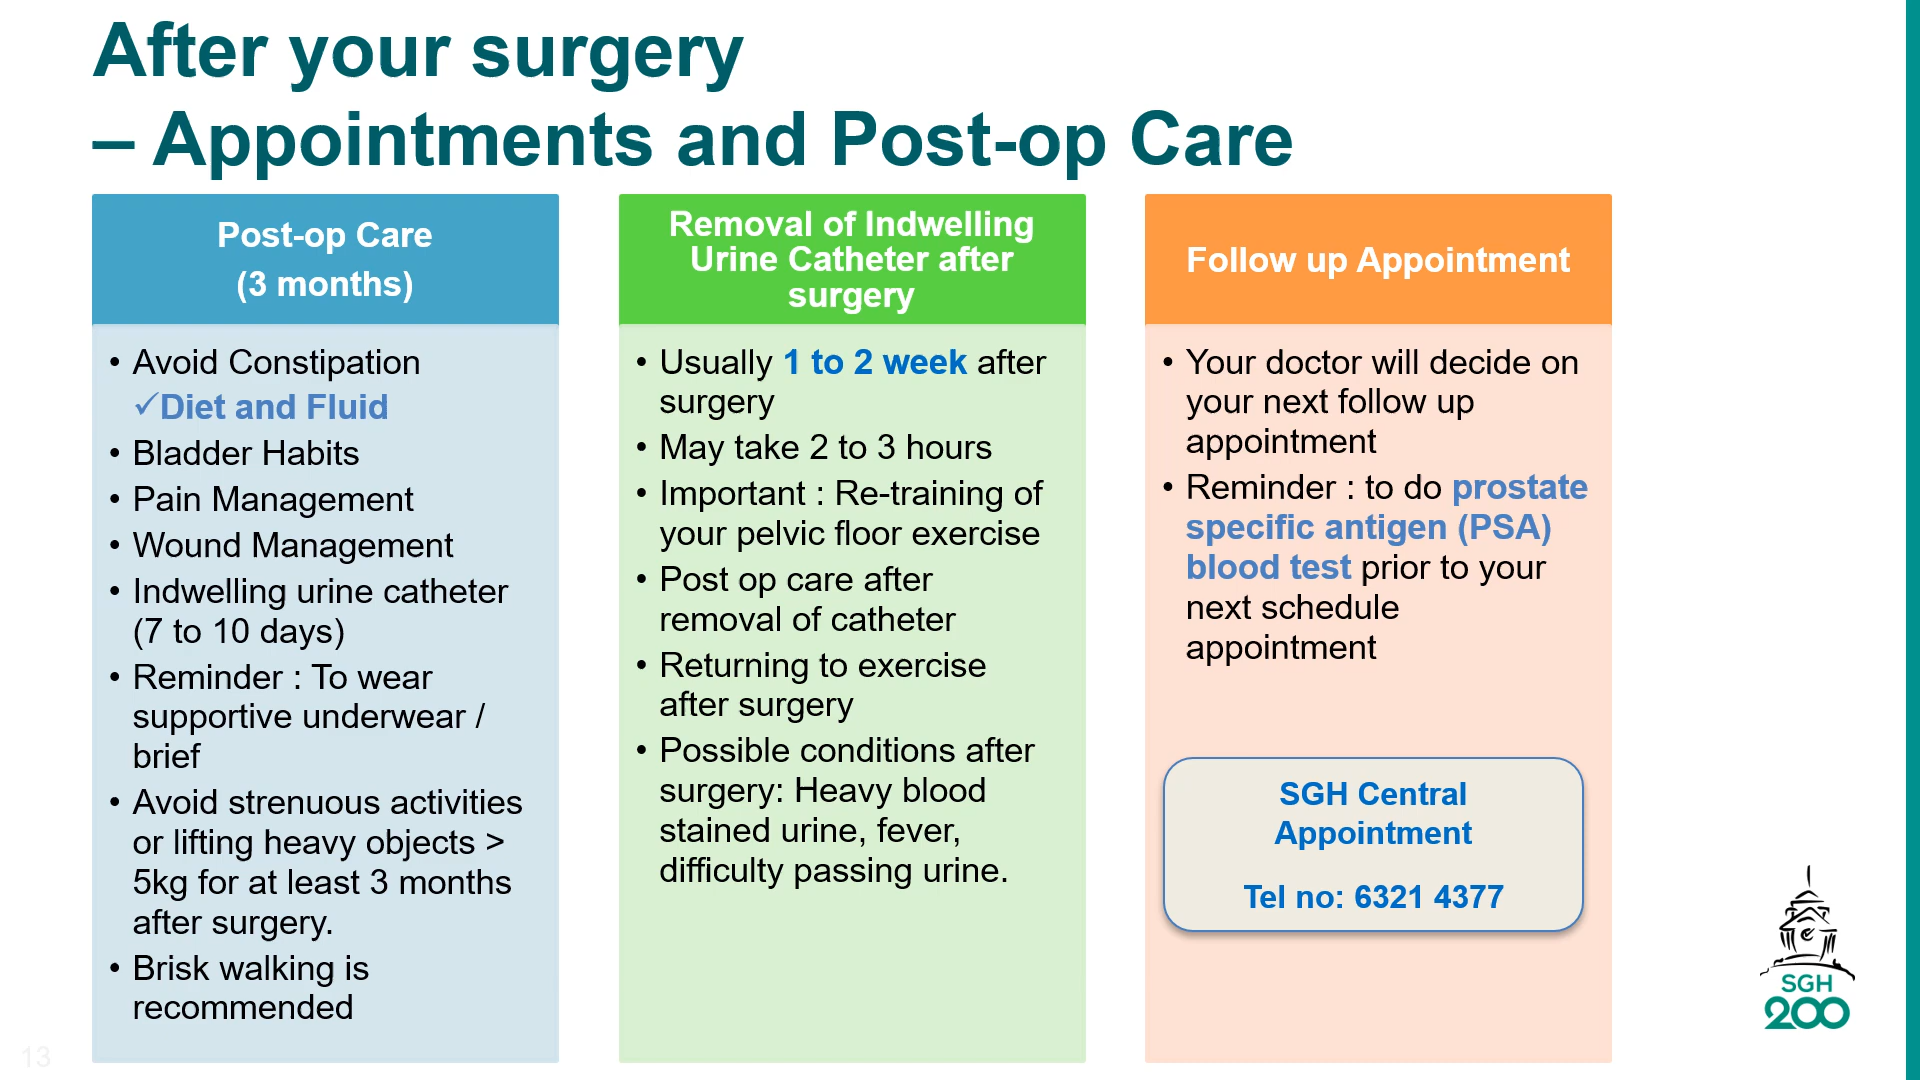 After your surgery
– Appointments and Post-op Care
Post-op Care
(3 months)
• Avoid Constipation
✓Diet and Fluid
• Bladder Habits
• Pain Management
• Wound Management
• Indwelling urine catheter
(7 to 10 days)
• Reminder : To wear
supportive underwear /
brief
• Avoid strenuous activities
or lifting heavy objects >
5kg for at least 3 months
after surgery.
• Brisk walking is
recommended
Removal of Indwelling
Urine Catheter after
surgery
• Usually 1 to 2 week after
surgery
• May take 2 to 3 hours
• Important : Re-training of
your pelvic floor exercise
• Post op care after
removal of catheter
• Returning to exercise
after surgery
• Possible conditions after
surgery: Heavy blood
stained urine, fever,
difficulty passing urine.
Follow up Appointment
• Your doctor will decide on
your next follow up
appointment
• Reminder : to do prostate
specific antigen (PSA)
blood test prior to your
next schedule
appointment
SGH Central
Appointment
Tel no: 6321 4377
SGH
200
13